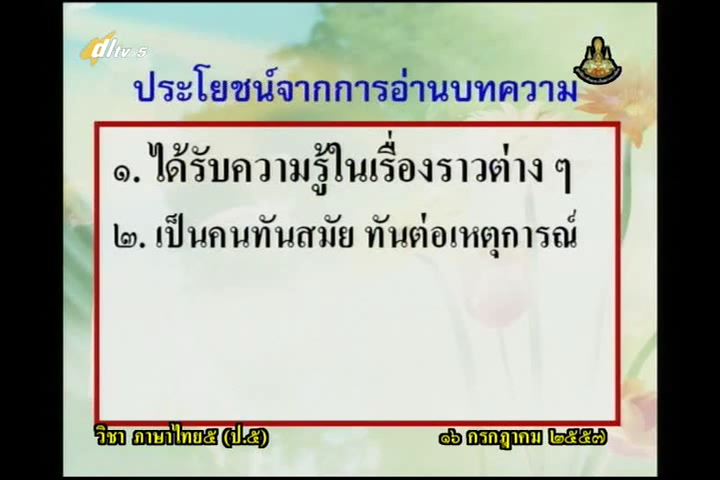 dltv 5
ประโยชน์จากการอ่านบทความ
๑. ได้รับความรู้ในเรื่องราวต่าง ๆ
๒. เป็นคนทันสมัย ทันต่อเหตุการณ์
วิชา ภาษาไทย๕ (ป.๕)
๑๖ กรกฎาคม ๒๕๕๗